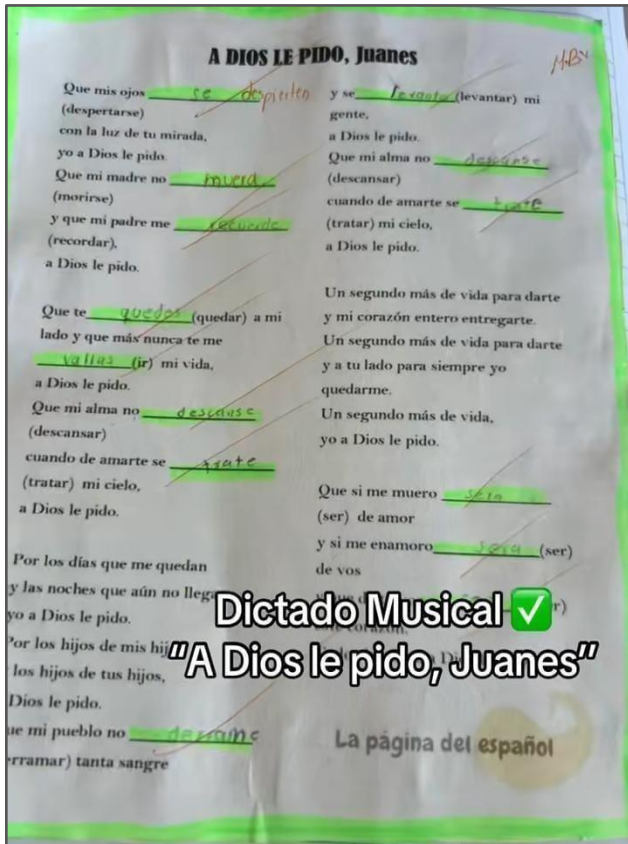 A DIOS LE PIDO, Juanes
M.Bn
Que mis ojos se despierten
(despertarse)
con la luz de tu mirada,
yo a Dios le pido.
Que mi madre no muera
(morirse)
y que mi padre me recuerde
(recordar),
a Dios le pido.
Que te quedes (quedar) a mi
lado y que más nunca te me
vallas (ir) mi vida,
a Dios le pido.
Que mi alma no descanse
(descansar)
cuando de amarte se trate
(tratar) mi cielo,
a Dios le pido.
Por los días que me quedan
y las noches que aún no llega
yo a Dios le pido.
Por los hijos de mis hij
los hijos de tus hijos,
Dios le pido.
ue mi pueblo no derrame
erramar) tanta sangre
y se levante (levantar) mi
gente,
a Dios le pido.
Que mi alma no descanse
(descansar)
cuando de amarte se trate
(tratar) mi cielo,
a Dios le pido.
Un segundo más de vida para darte
y mi corazón entero entregarte.
Un segundo más de vida para darte
y a tu lado para siempre yo
quedarme.
Un segundo más de vida,
yo a Dios le pido.
Que si me muero sea
(ser) de amor
y si me enamoro sea (ser)
de vos
r)
corazón,
Dictado Musical ✅
"A Dios le pido, Juanes"
La página del español